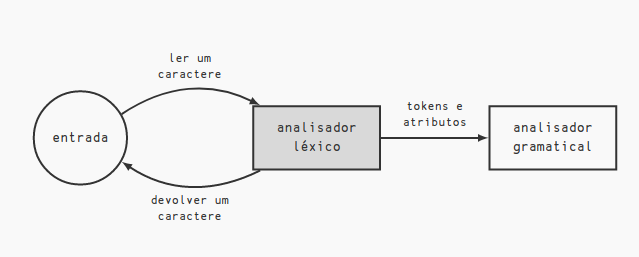 ler um
caractere
entrada
analisador
léxico
tokens e
atributos
analisador
gramatical
devolver um
caractere